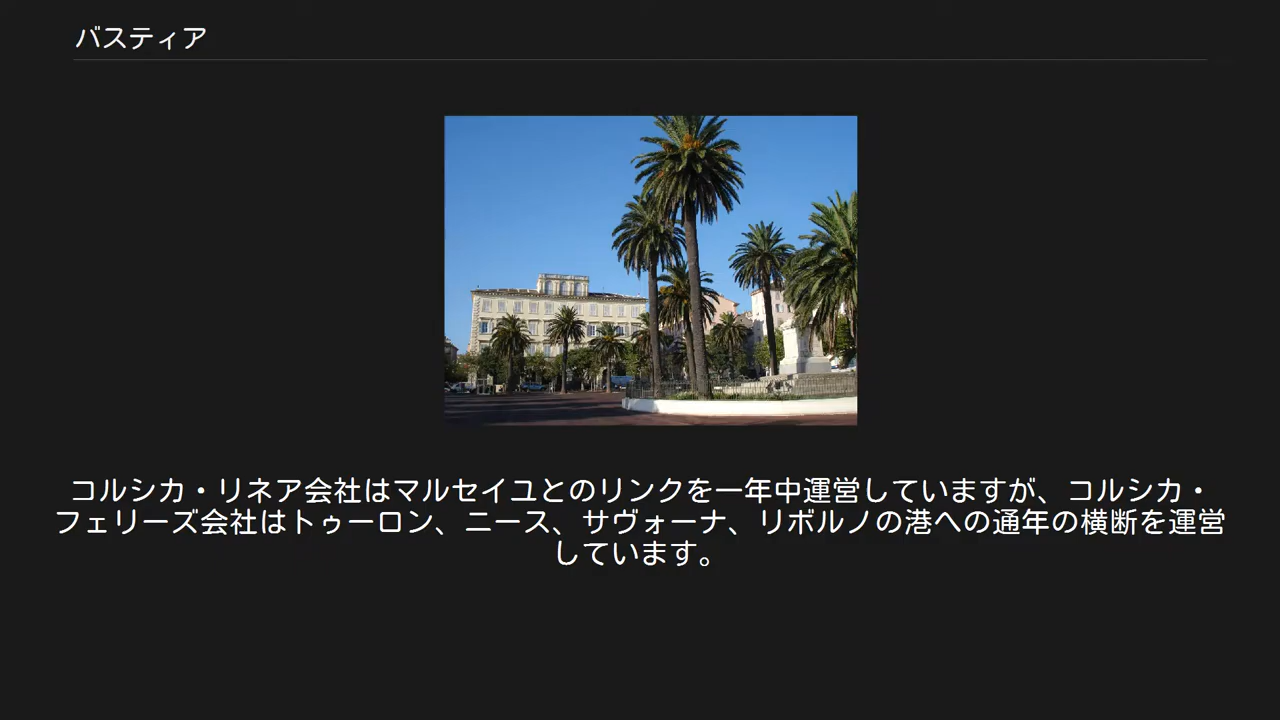 バスティア
コルシカ・リネア会社はマルセイユとのリンクを一年中運営していますが、コルシカ・
フェリーズ会社はトゥーロン、ニース、サヴォーナ、リボルノの港への通年の横断を運営
しています。